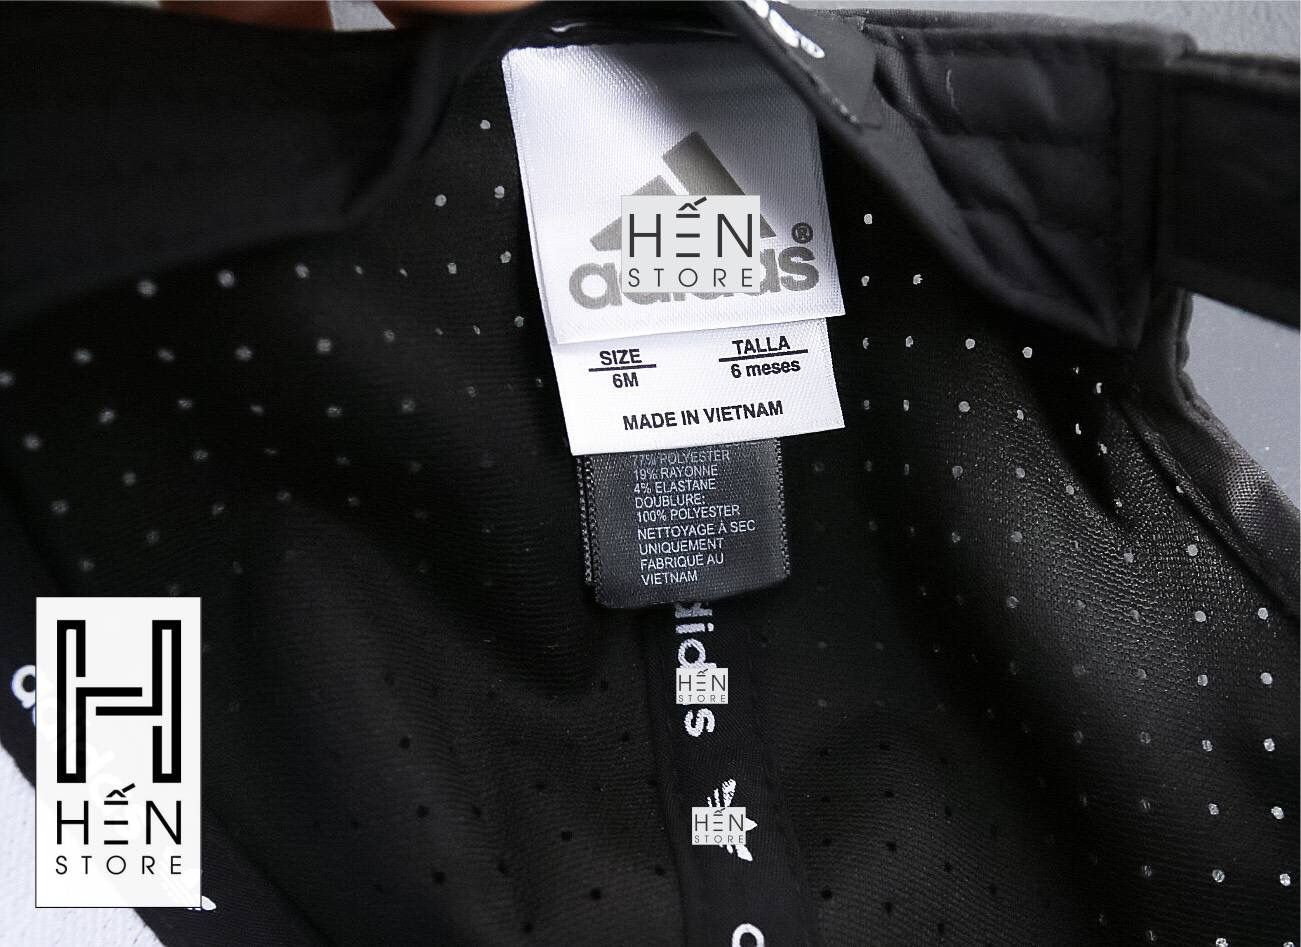 adidas®
HẾN
STORE
SIZE
6M
TALLA
6 meses
MADE IN VIETNAM
77% POLYESTER
19% RAYONNE
4% ELASTANE
DOUBLURE:
100% POLYESTER
NETTOYAGE À SEC
UNIQUEMENT
FABRIQUE AU
VIETNAM
HẾN
STORE
HẾN
STORE
HẾN
STORE